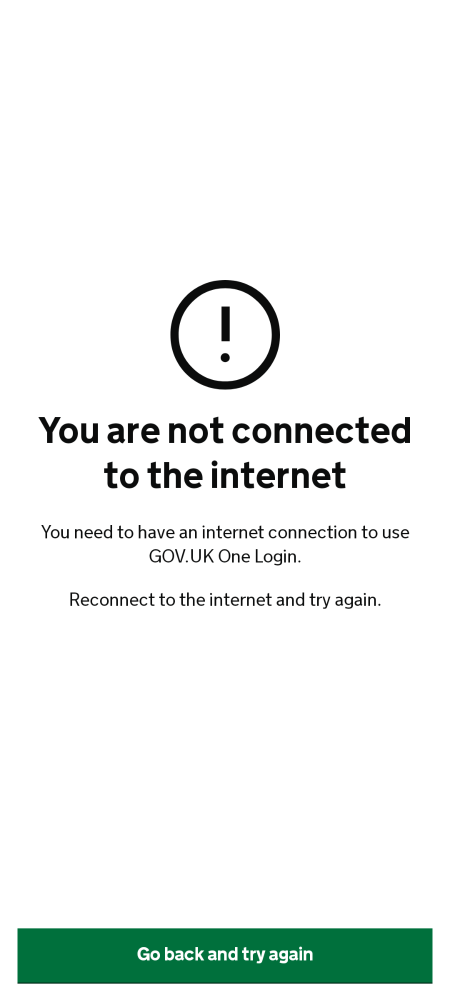 You are not connected
to the internet
You need to have an internet connection to use
GOV.UK One Login.
Reconnect to the internet and try again.
Go back and try again